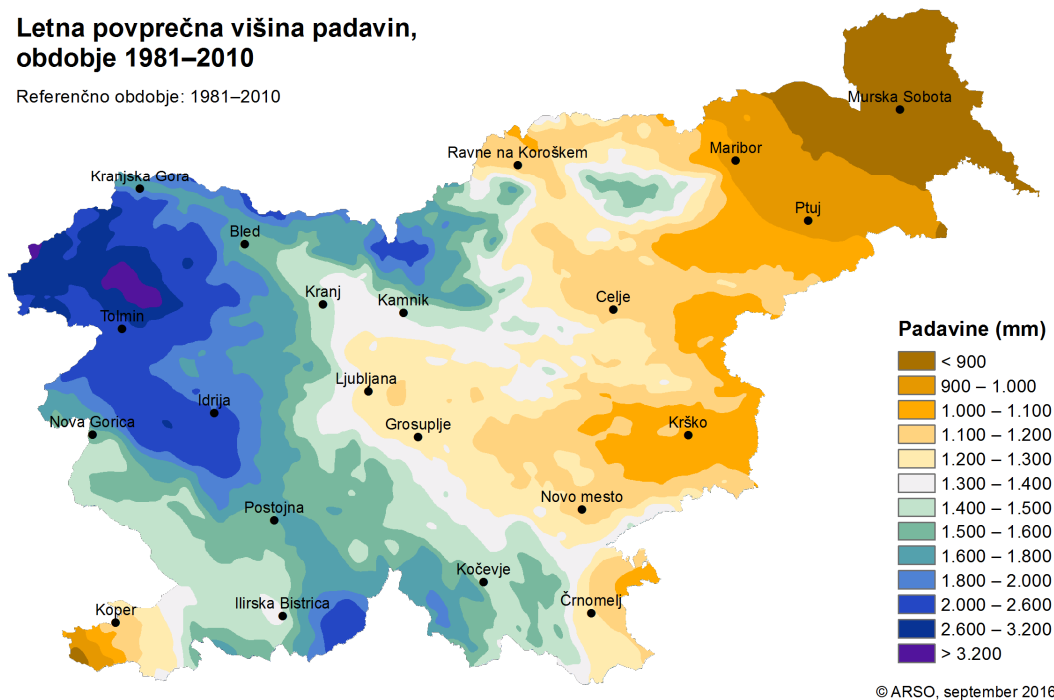 Letna povprečna višina padavin,
obdobje 1981–2010
Referenčno obdobje: 1981–2010
Murska Sobota
Ravne na Koroškem
Maribor
Kranjska Gora
Ptuj
Bled
Kranj
Kamnik
Celje
Tolmin
Ljubljana
Idrija
Grosuplje
Krško
Nova Gorica
Novo mesto
Postojna
Kočevje
Koper
Ilirska Bistrica
Črnomelj
Padavine (mm)
< 900
900 – 1.000
1.000 – 1.100
1.100 – 1.200
1.200 – 1.300
1.300 – 1.400
1.400 – 1.500
1.500 – 1.600
1.600 – 1.800
1.800 – 2.000
2.000 – 2.600
2.600 – 3.200
> 3.200
© ARSO, september 2016